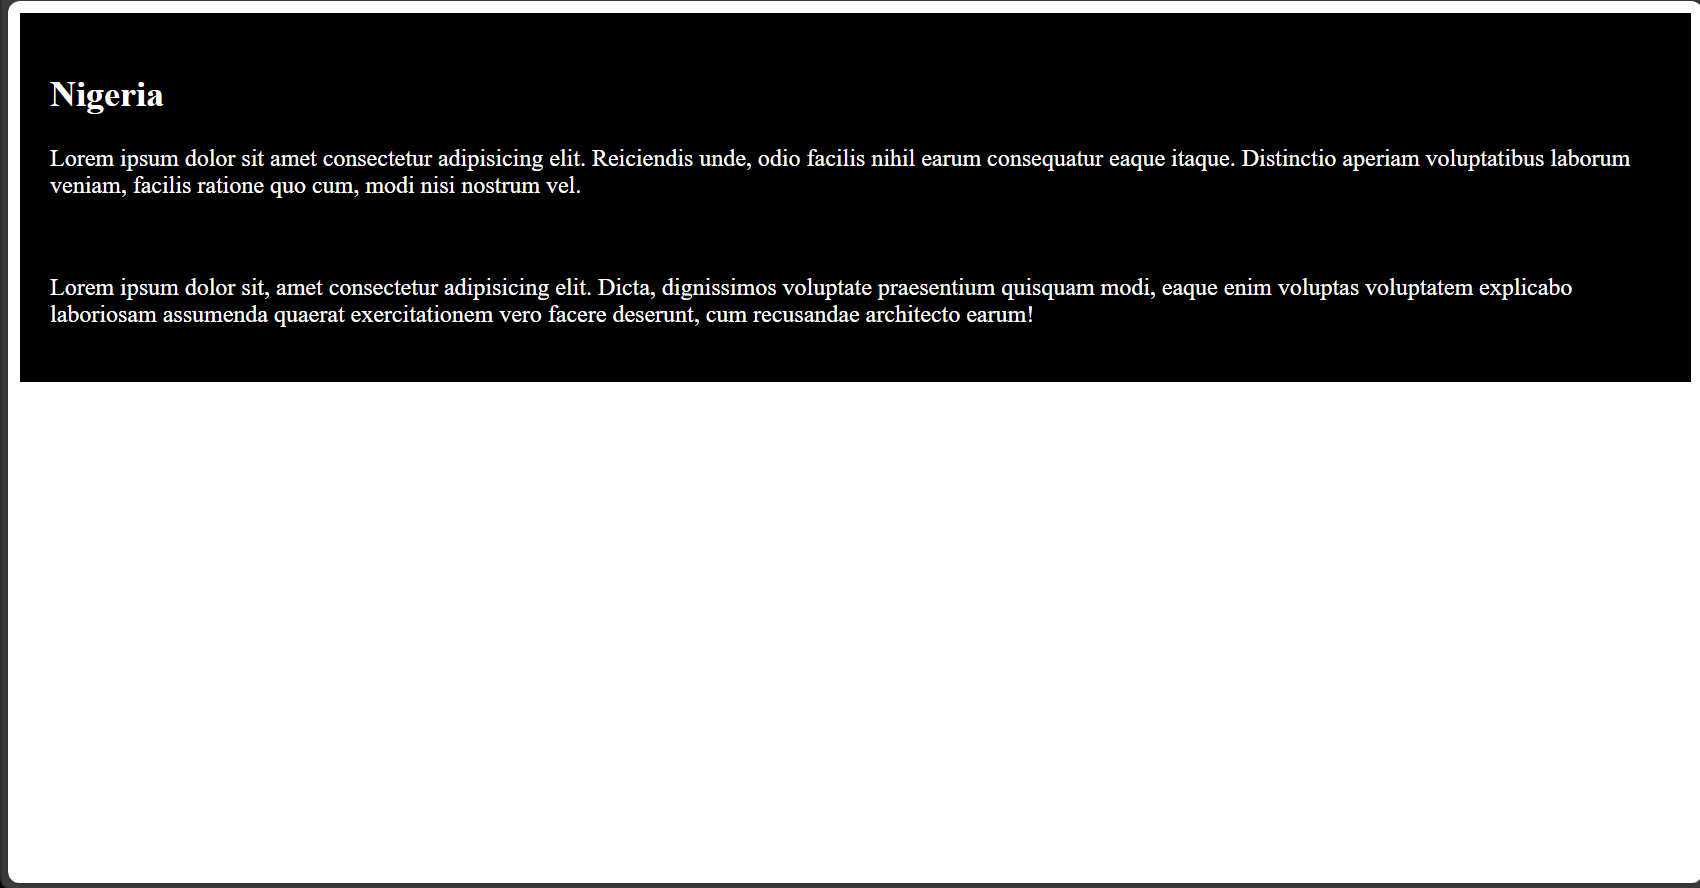 Nigeria
Lorem ipsum dolor sit amet consectetur adipisicing elit. Reiciendis unde, odio facilis nihil earum consequatur eaque itaque. Distinctio aperiam voluptatibus laborum
veniam, facilis ratione quo cum, modi nisi nostrum vel.
Lorem ipsum dolor sit, amet consectetur adipisicing elit. Dicta, dignissimos voluptate praesentium quisquam modi, eaque enim voluptas voluptatem explicabo
laboriosam assumenda quaerat exercitationem vero facere deserunt, cum recusandae architecto earum!